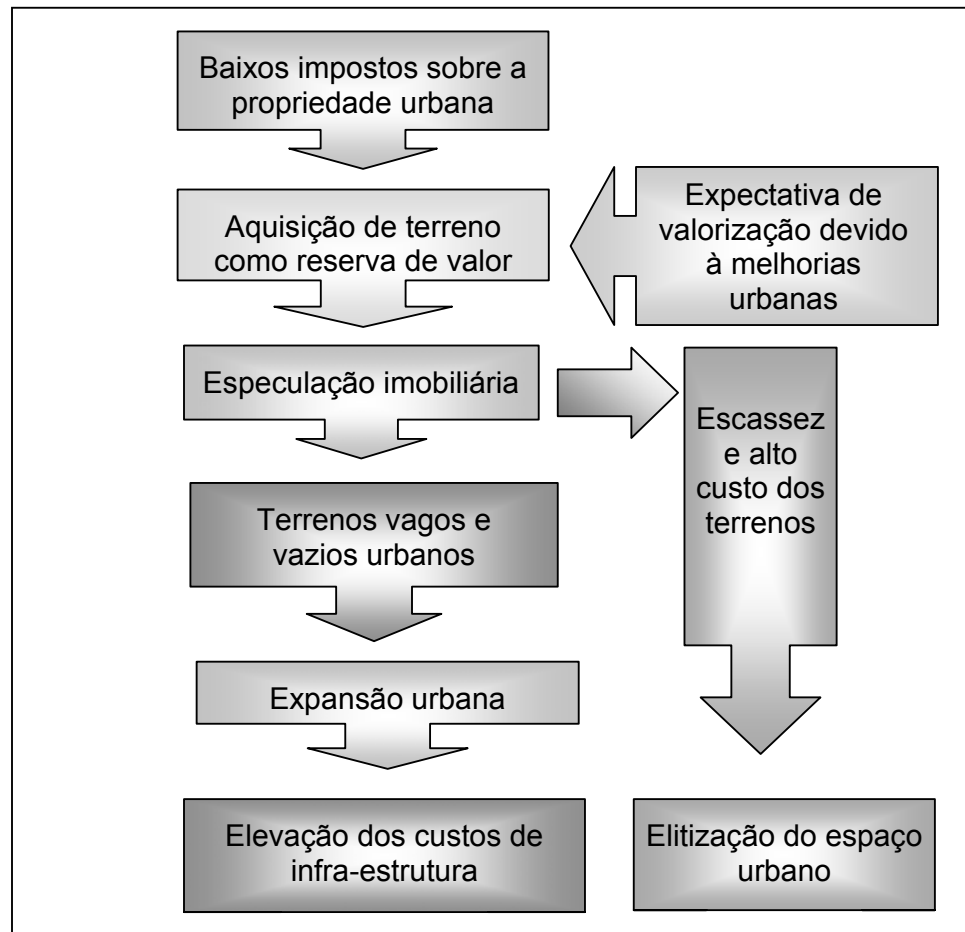 Baixos impostos sobre a
propriedade urbana
Aquisição de terreno
como reserva de valor
Expectativa de
valorização devido
à melhorias
urbanas
Especulação imobiliária
Escassez
e alto
custo dos
terrenos
Terrenos vagos e
vazios urbanos
Expansão urbana
Elevação dos custos de
infra-estrutura
Elitização do espaço
urbano